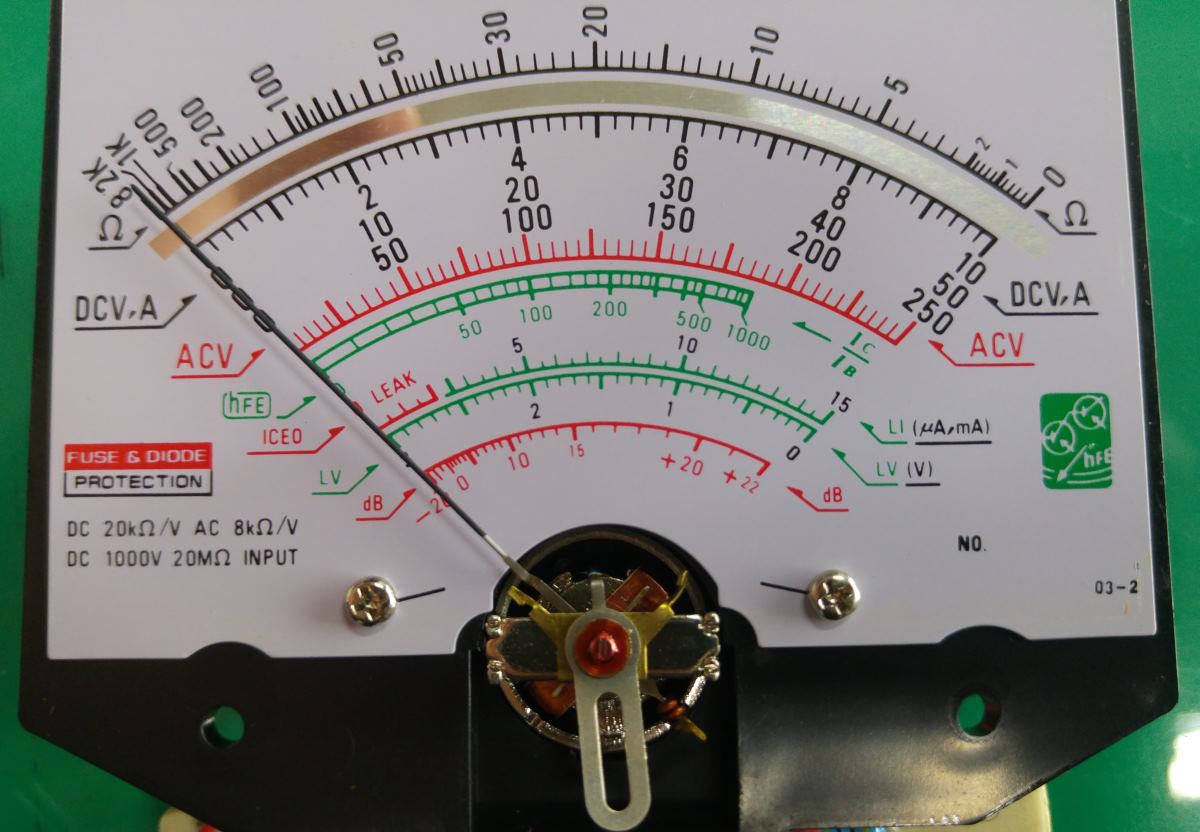 2K 1K 500 200 100 50 30 20 10 5 2 1 0
Ω Ω
2 4 6 8 10
10 20 30 40 50
50 100 150 200 250
DCV,A DCV,A
ACV ACV
50 100 200 500 1000
hFE IC/IB
ICEO LEAK
5 10 15
LI (μA,mA)
2 1 0
LV LV (V)
-20 0 10 15 +20 +22
dB dB
FUSE & DIODE
PROTECTION
DC 20kΩ/V AC 8kΩ/V
DC 1000V 20MΩ INPUT
hFE
NO.
03-2